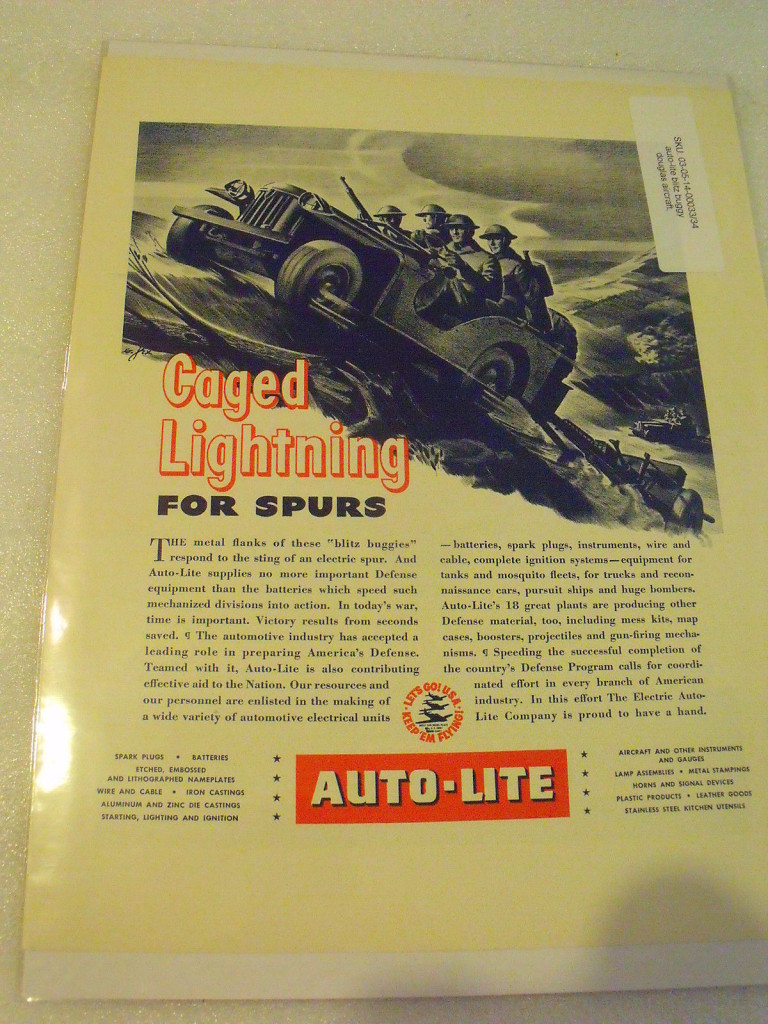 SKU 03-05-14-00033/34
auto-lite blitz buggy
douglas aircraft
Caged
Lightning
FOR SPURS
THE metal flanks of these "blitz buggies"
respond to the sting of an electric spur. And
Auto-Lite supplies no more important Defense
equipment than the batteries which speed such
mechanized divisions into action. In today's war,
time is important. Victory results from seconds
saved. ¶ The automotive industry has accepted a
leading role in preparing America's Defense.
Teamed with it, Auto-Lite is also contributing
effective aid to the Nation. Our resources and
our personnel are enlisted in the making of
a wide variety of automotive electrical units
—batteries, spark plugs, instruments, wire and
cable, complete ignition systems—equipment for
tanks and mosquito fleets, for trucks and recon-
naissance cars, pursuit ships and huge bombers.
Auto-Lite's 18 great plants are producing other
Defense material, too, including mess kits, map
cases, boosters, projectiles and gun-firing mecha-
nisms. ¶ Speeding the successful completion of
the country's Defense Program calls for coordi-
nated effort in every branch of American
industry. In this effort The Electric Auto-
Lite Company is proud to have a hand.
LET'S GO! U.S.A.
KEEP 'EM FLYING!
SPARK PLUGS • BATTERIES
ETCHED, EMBOSSED
AND LITHOGRAPHED NAMEPLATES
WIRE AND CABLE • IRON CASTINGS
ALUMINUM AND ZINC DIE CASTINGS
STARTING, LIGHTING AND IGNITION
AUTO-LITE
AIRCRAFT AND OTHER INSTRUMENTS
AND GAUGES
LAMP ASSEMBLIES • METAL STAMPINGS
HORNS AND SIGNAL DEVICES
PLASTIC PRODUCTS • LEATHER GOODS
STAINLESS STEEL KITCHEN UTENSILS